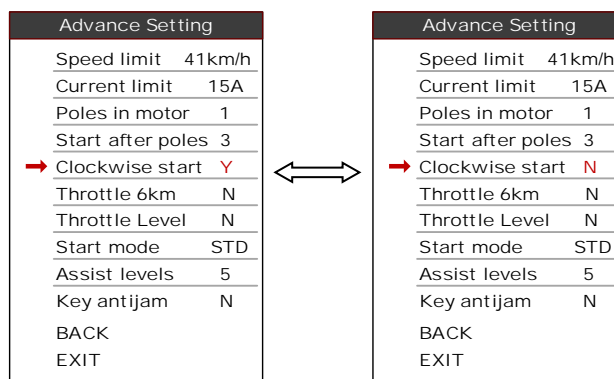 Advance Setting
Speed limit 41km/h
Current limit 15A
Poles in motor 1
Start after poles 3
Clockwise start Y
Throttle 6km N
Throttle Level N
Start mode STD
Assist levels 5
Key antijam N
BACK
EXIT
Advance Setting
Speed limit 41km/h
Current limit 15A
Poles in motor 1
Start after poles 3
Clockwise start N
Throttle 6km N
Throttle Level N
Start mode STD
Assist levels 5
Key antijam N
BACK
EXIT